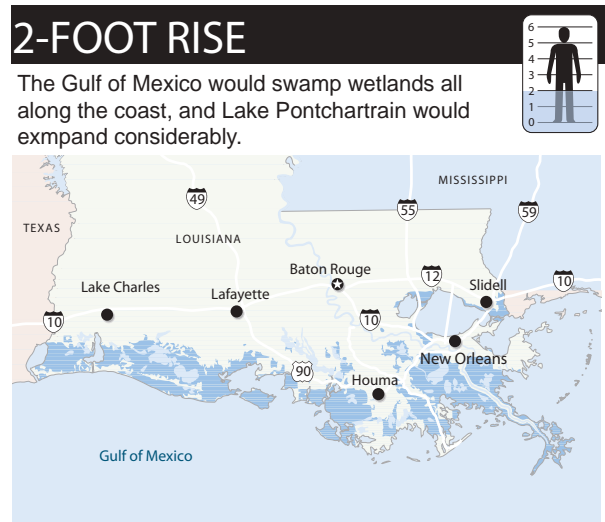 2-FOOT RISE
The Gulf of Mexico would swamp wetlands all
along the coast, and Lake Pontchartrain would
exmpand considerably.
6
5
4
3
2
1
0
MISSISSIPPI
49
55
59
TEXAS
LOUISIANA
Baton Rouge
12
Slidell
10
Lake Charles
Lafayette
10
10
New Orleans
90
Houma
Gulf of Mexico